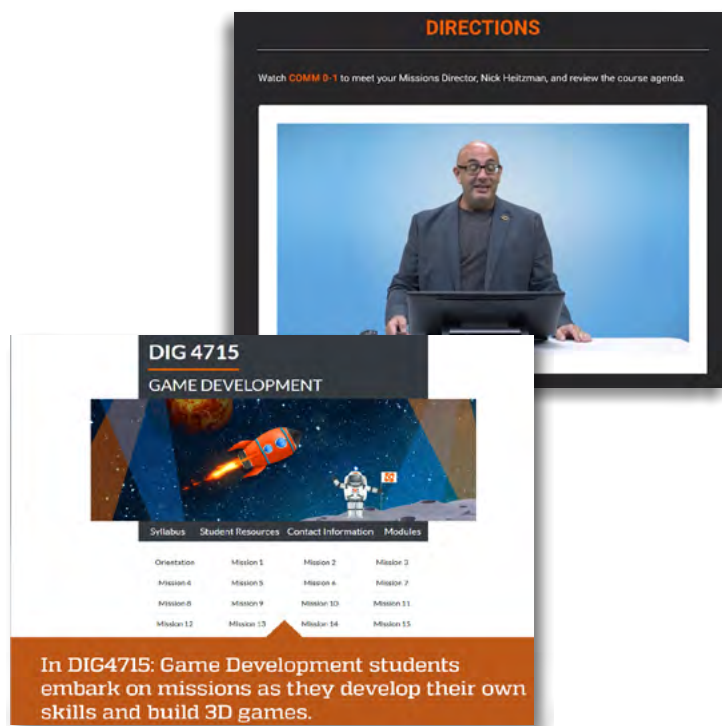 DIRECTIONS
Watch COMM 0-1 to meet your Missions Director, Nick Heitzman, and review the course agenda.
DIG 4715
GAME DEVELOPMENT
Syllabus Student Resources Contact Information Modules
Orientation Mission 1 Mission 2 Mission 3
Mission 4 Mission 5 Mission 6 Mission 7
Mission 8 Mission 9 Mission 10 Mission 11
Mission 12 Mission 13 Mission 14 Mission 15
In DIG4715: Game Development students
embark on missions as they develop their own
skills and build 3D games.